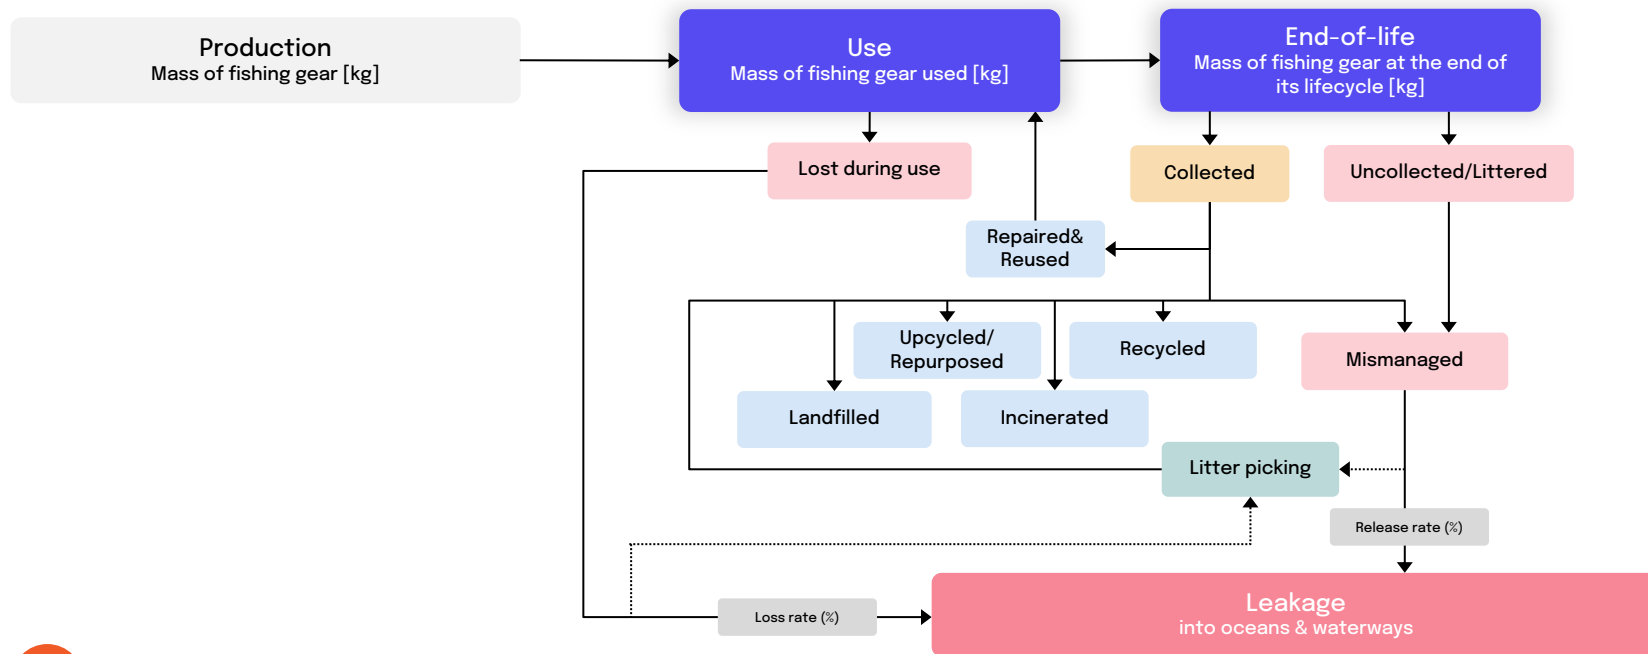 Production
Mass of fishing gear [kg]
Use
Mass of fishing gear used [kg]
End-of-life
Mass of fishing gear at the end of
its lifecycle [kg]
Lost during use
Collected
Uncollected/Littered
Repaired&
Reused
Upcycled/
Repurposed
Recycled
Mismanaged
Landfilled
Incinerated
Litter picking
Release rate (%)
Loss rate (%)
Leakage
into oceans & waterways